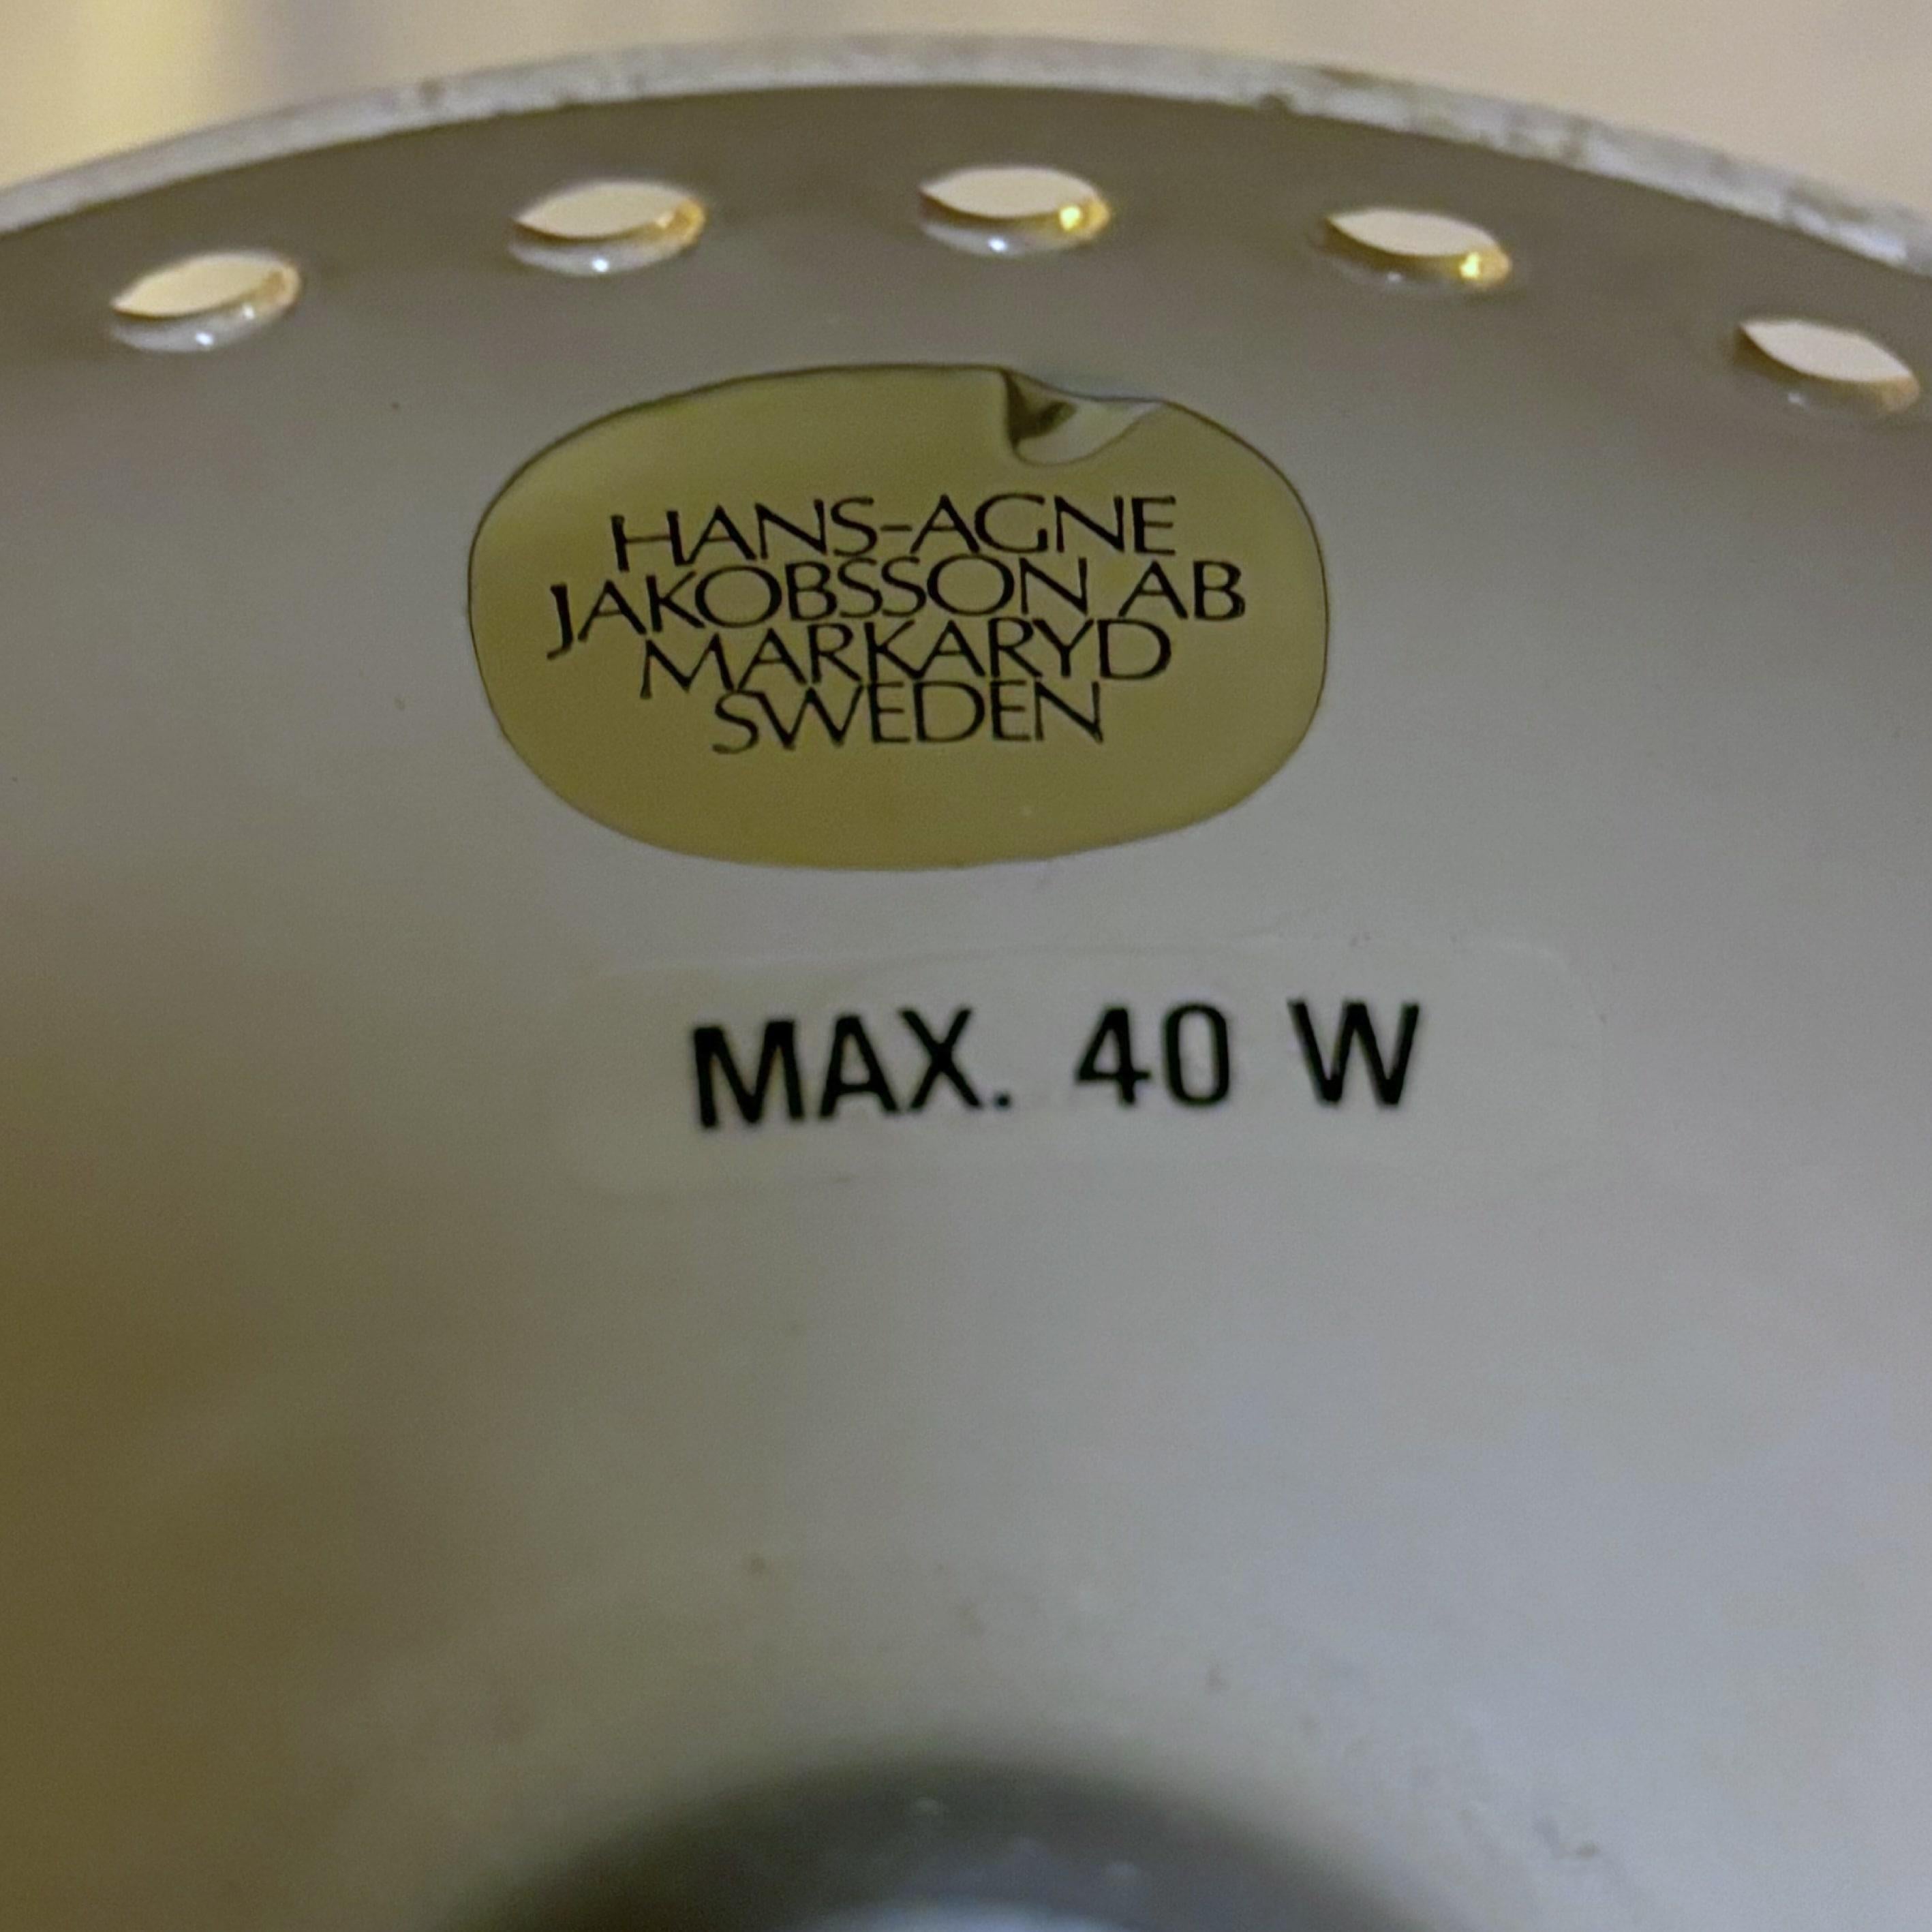 HANS-AGNE
JAKOBSSON AB
MARKARYD
SWEDEN
MAX. 40 W